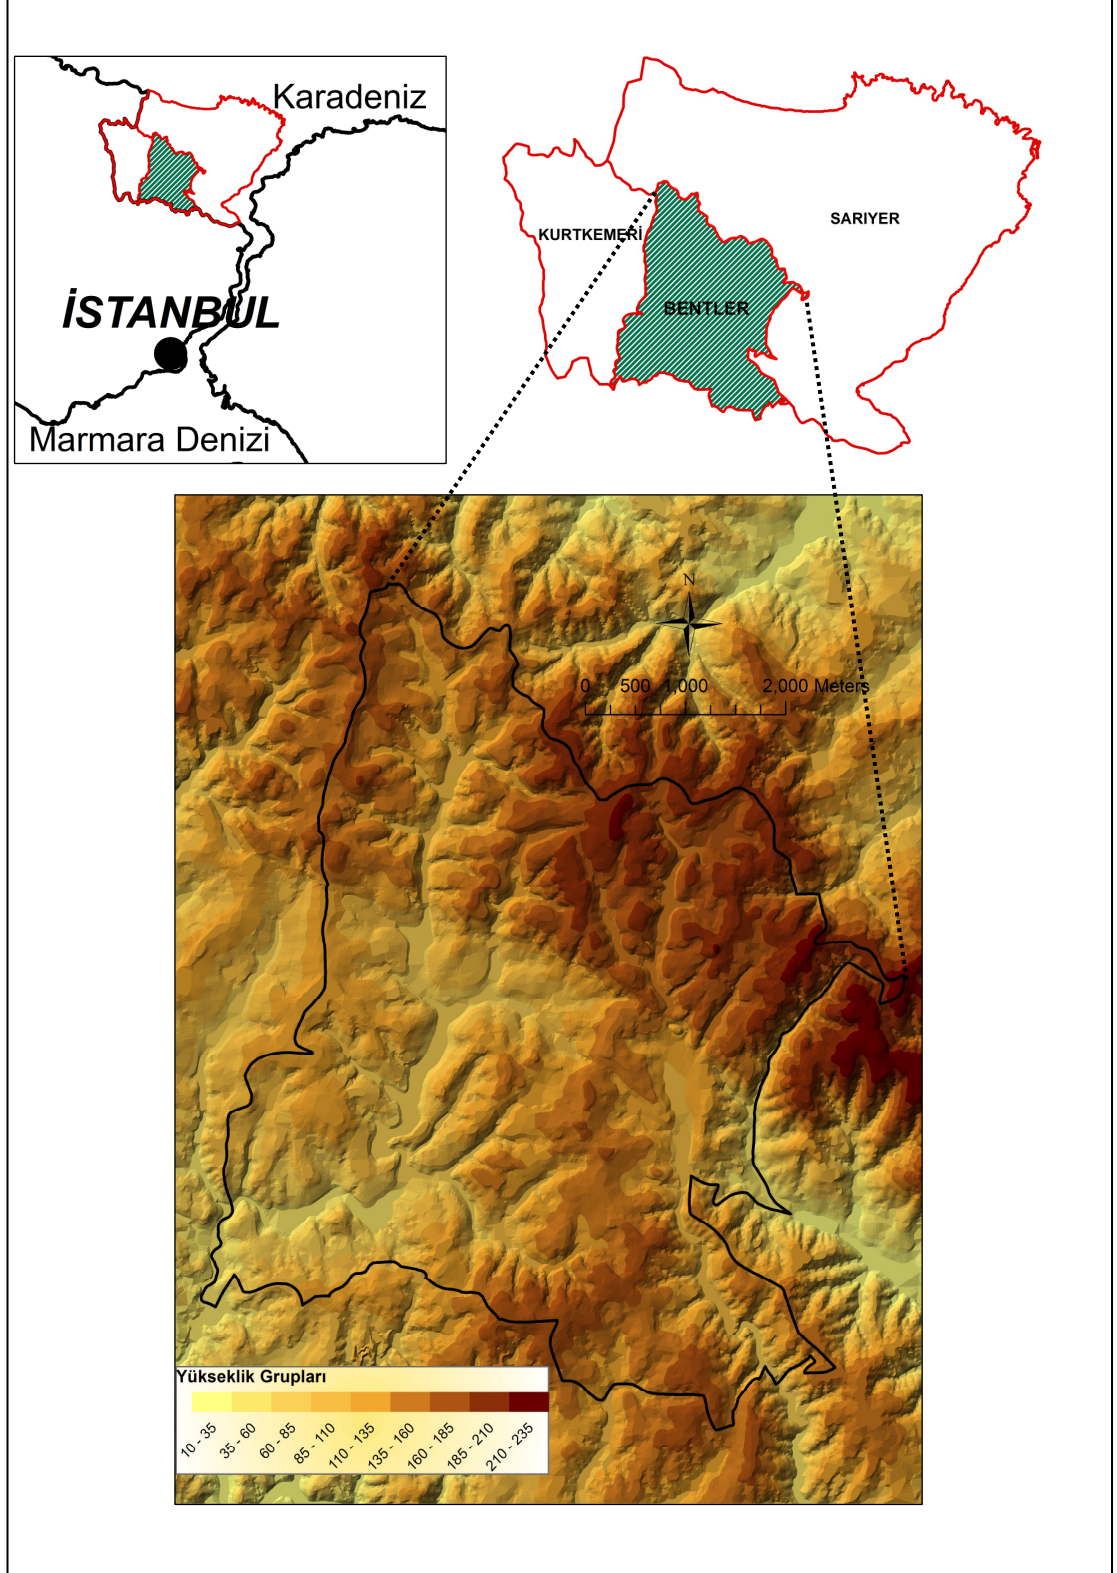 Karadeniz
İSTANBUL
Marmara Denizi
KURTKEMERİ
SARIYER
BENTLER
N
0 500 1,000 2,000 Meters
Yükseklik Grupları
10 - 35
35 - 60
60 - 85
85 - 110
110 - 135
135 - 160
160 - 185
185 - 210
210 - 235